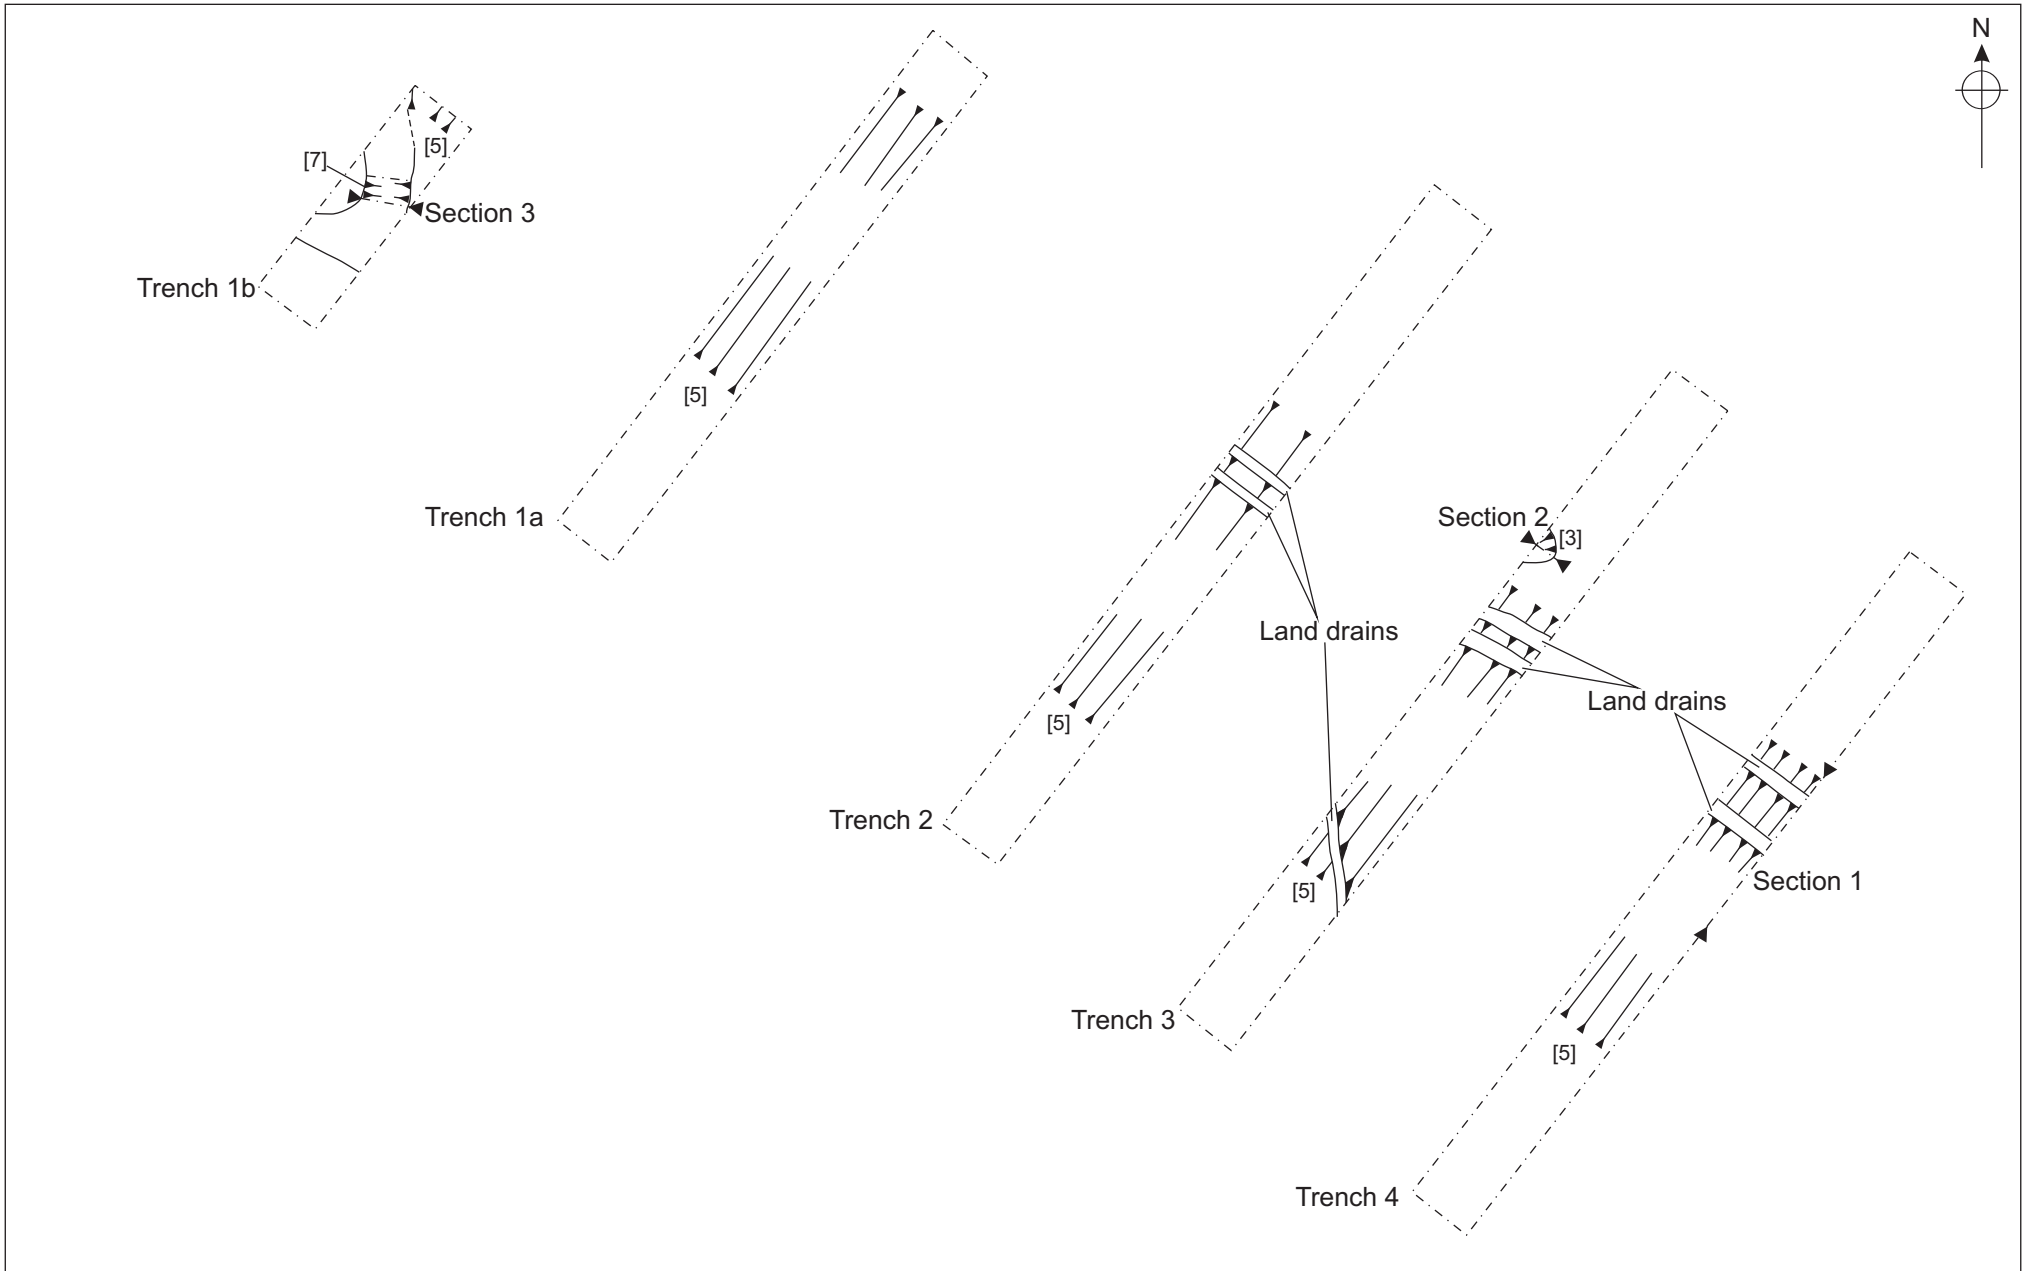 N
[5]
[7]
Section 3
Trench 1b
[5]
Trench 1a
Section 2
[3]
Land drains
Land drains
[5]
Trench 2
Section 1
[5]
Trench 3
[5]
Trench 4